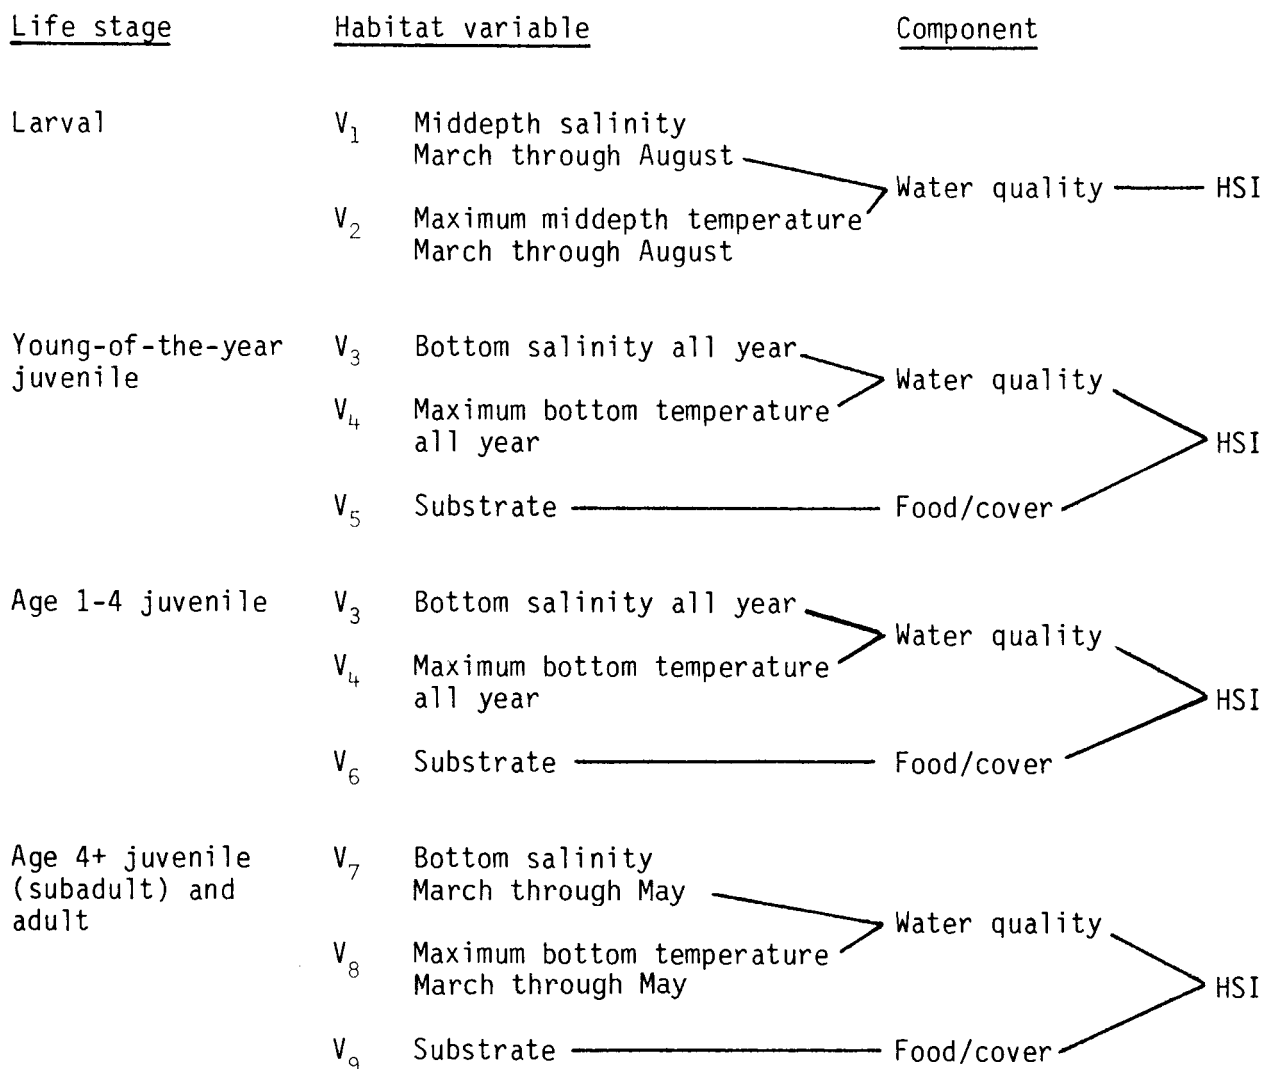 Life stage Habitat variable Component
Larval V₁ Middepth salinity
March through August
Water quality HSI
V₂ Maximum middepth temperature
March through August
Young-of-the-year V₃ Bottom salinity all year
juvenile Water quality
V₄ Maximum bottom temperature
all year HSI
V₅ Substrate Food/cover
Age 1-4 juvenile V₃ Bottom salinity all year
Water quality
V₄ Maximum bottom temperature
all year HSI
V₆ Substrate Food/cover
Age 4+ juvenile V₇ Bottom salinity
(subadult) and March through May
adult Water quality
V₈ Maximum bottom temperature
March through May HSI
V₉ Substrate Food/cover